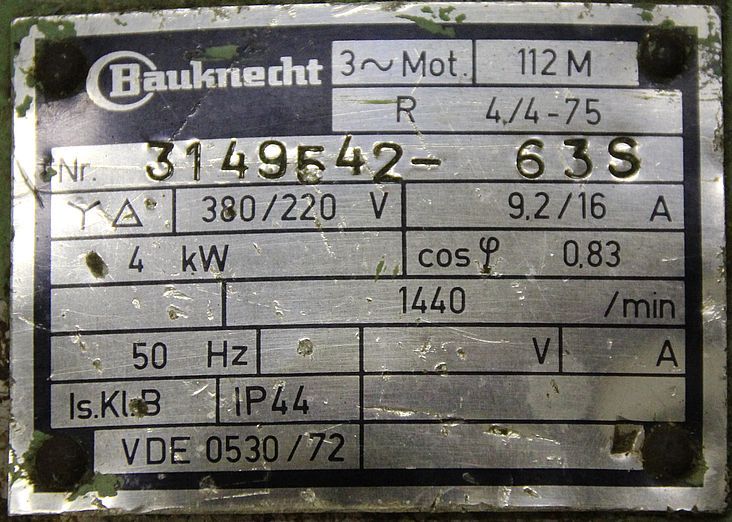 Bauknecht 3~Mot. 112 M
R 4./4-75
Nr. 3149542- 63S
Y △ 380/220 V 9,2/16 A
4 kW cos φ 0,83
1440 /min
50 Hz V A
Is.Kl.B IP44
VDE 0530/72